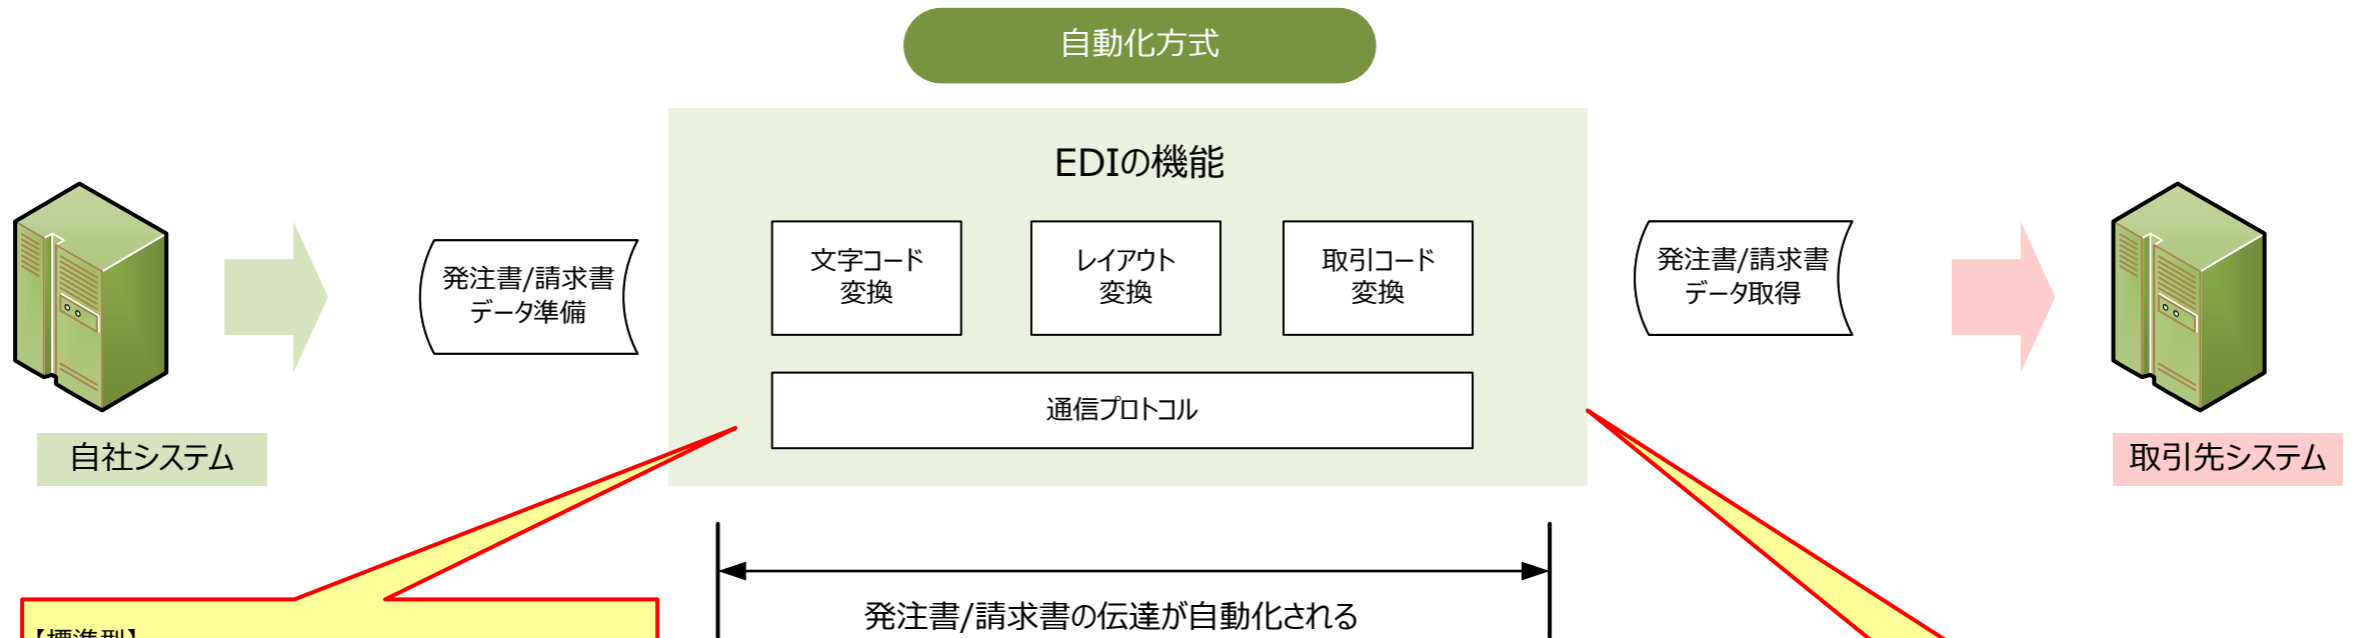 自動化方式
EDIの機能
文字コード
変換
レイアウト
変換
取引コード
変換
発注書/請求書
データ準備
発注書/請求書
データ取得
通信プロトコル
自社システム
取引先システム
発注書/請求書の伝達が自動化される
【標準型】